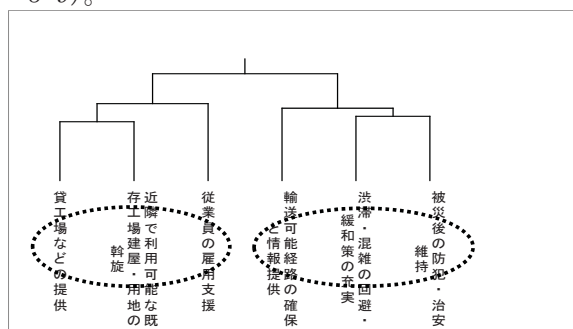 貸工場などの提供
近隣で利用可能な既
存工場建屋・用地の
斡旋
従業員の雇用支援
輸送可能経路の確保
と情報提供
渋滞・混雑の回避・
緩和策の充実
被災後の防犯・治安
維持